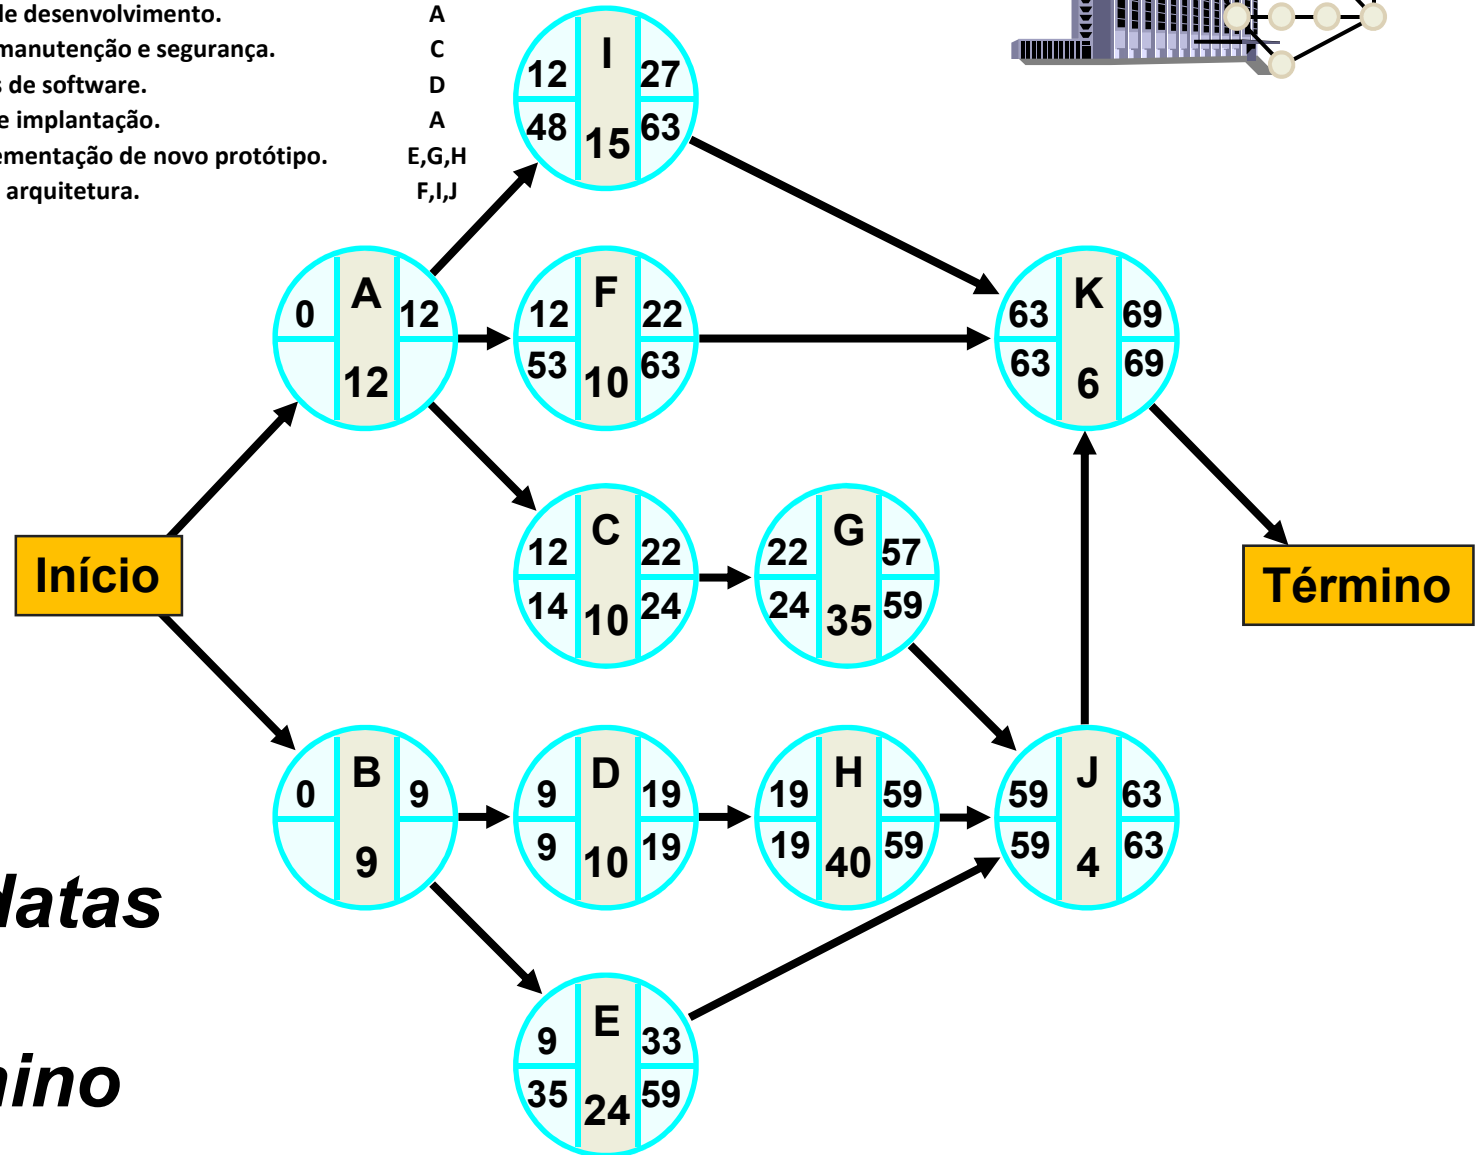 de desenvolvimento. A
manutenção e segurança. C
s de software. D
e implantação. A
ementação de novo protótipo. E,G,H
arquitetura. F,I,J
12 I 27
48 15 63
0 A 12
12
12 F 22
53 10 63
63 K 69
63 6 69
12 C 22
14 10 24
22 G 57
24 35 59
Início
Término
0 B 9
9
9 D 19
9 10 19
19 H 59
19 40 59
59 J 63
59 4 63
datas
9 E 33
35 24 59
nino